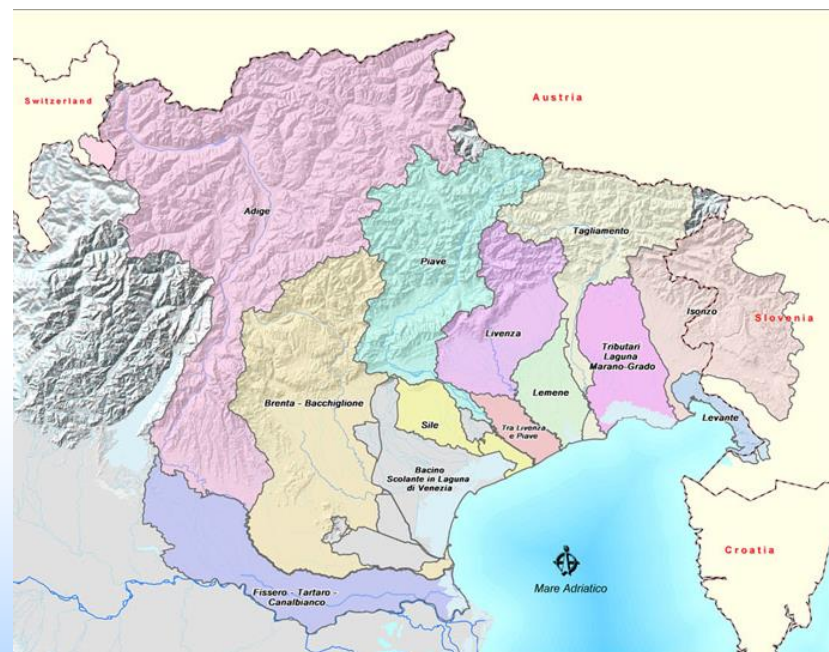 Switzerland
Austria
Adige
Tagliamento
Piave
Isonzo
Slovenia
Livenza
Tributari
Laguna
Marano-Grado
Lemene
Brenta - Bacchiglione
Levante
Sile
Tra Livenza
e Piave
Bacino
Scolante in Laguna
di Venezia
Croatia
Fissero - Tartaro -
Canalbianco
Mare Adriatico